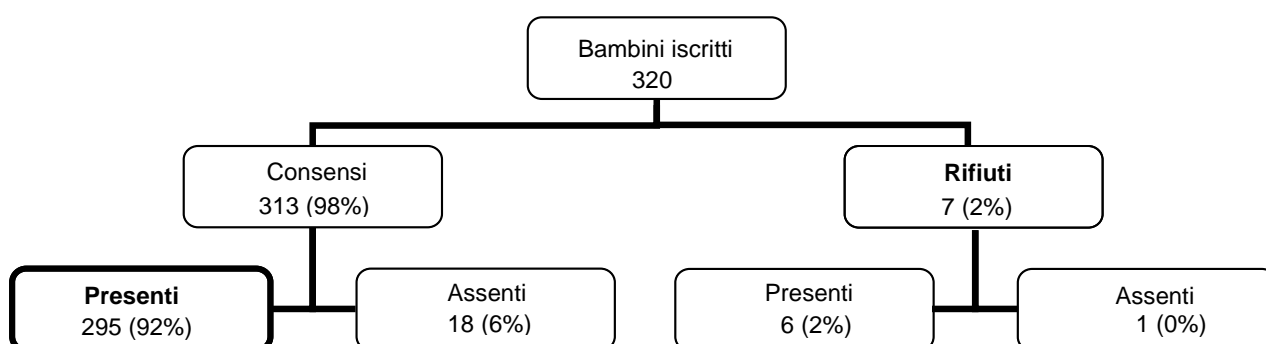 Bambini iscritti
320
Consensi
313 (98%)
Rifiuti
7 (2%)
Presenti
295 (92%)
Assenti
18 (6%)
Presenti
6 (2%)
Assenti
1 (0%)